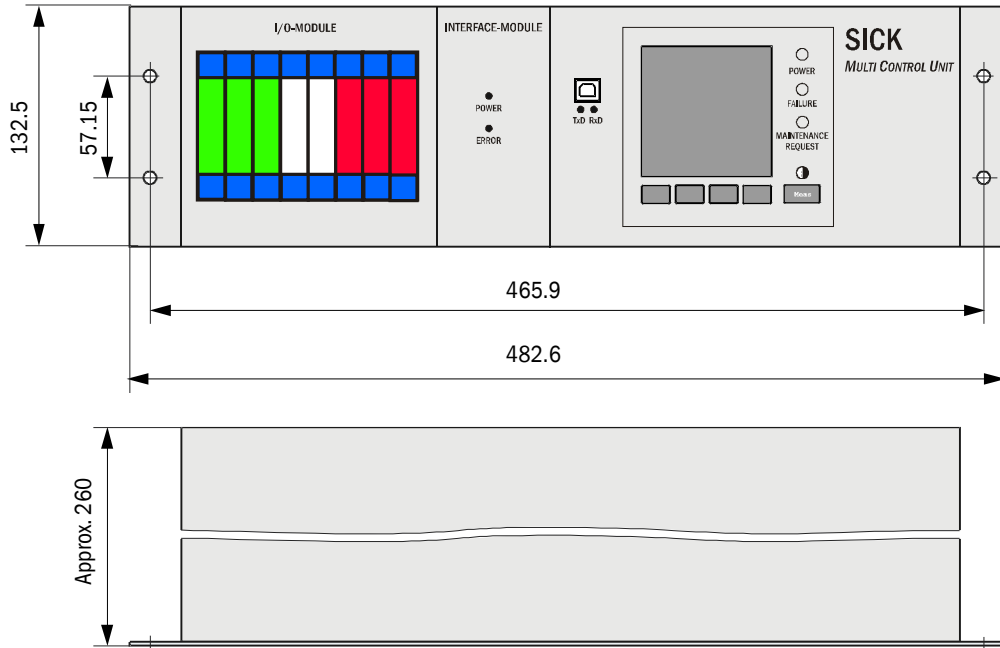 I/O-MODULE
INTERFACE-MODULE
POWER
ERROR
TxD RxD
POWER
FAILURE
MAINTENANCE
REQUEST
Meas
SICK
MULTI CONTROL UNIT
132.5
57.15
465.9
482.6
Approx. 260